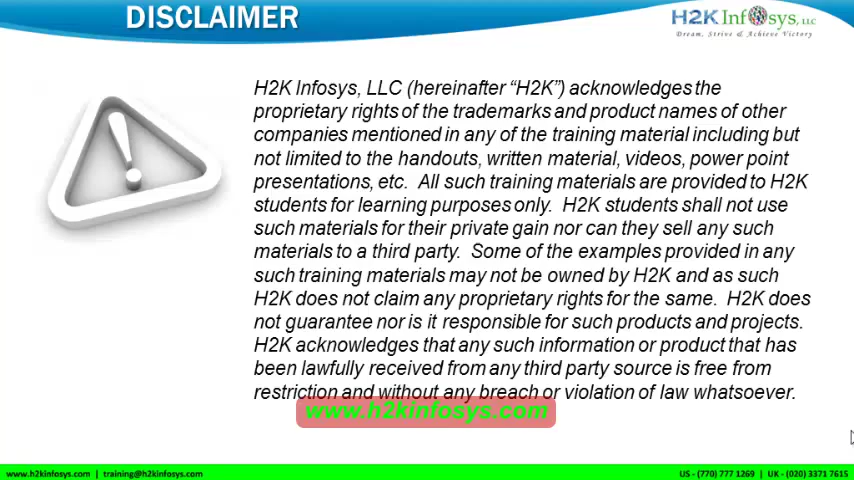 DISCLAIMER
H2K Infosys, LLC
Dream, Strive & Achieve Victory
H2K Infosys, LLC (hereinafter “H2K”) acknowledges the
proprietary rights of the trademarks and product names of other
companies mentioned in any of the training material including but
not limited to the handouts, written material, videos, power point
presentations, etc.  All such training materials are provided to H2K
students for learning purposes only.  H2K students shall not use
such materials for their private gain nor can they sell any such
materials to a third party.  Some of the examples provided in any
such training materials may not be owned by H2K and as such
H2K does not claim any proprietary rights for the same.  H2K does
not guarantee nor is it responsible for such products and projects.
H2K acknowledges that any such information or product that has
been lawfully received from any third party source is free from
restriction and without any breach or violation of law whatsoever.
www.h2kinfosys.com
www.h2kinfosys.com | training@h2kinfosys.com
US - (770) 777 1269 | UK - (020) 3371 7615